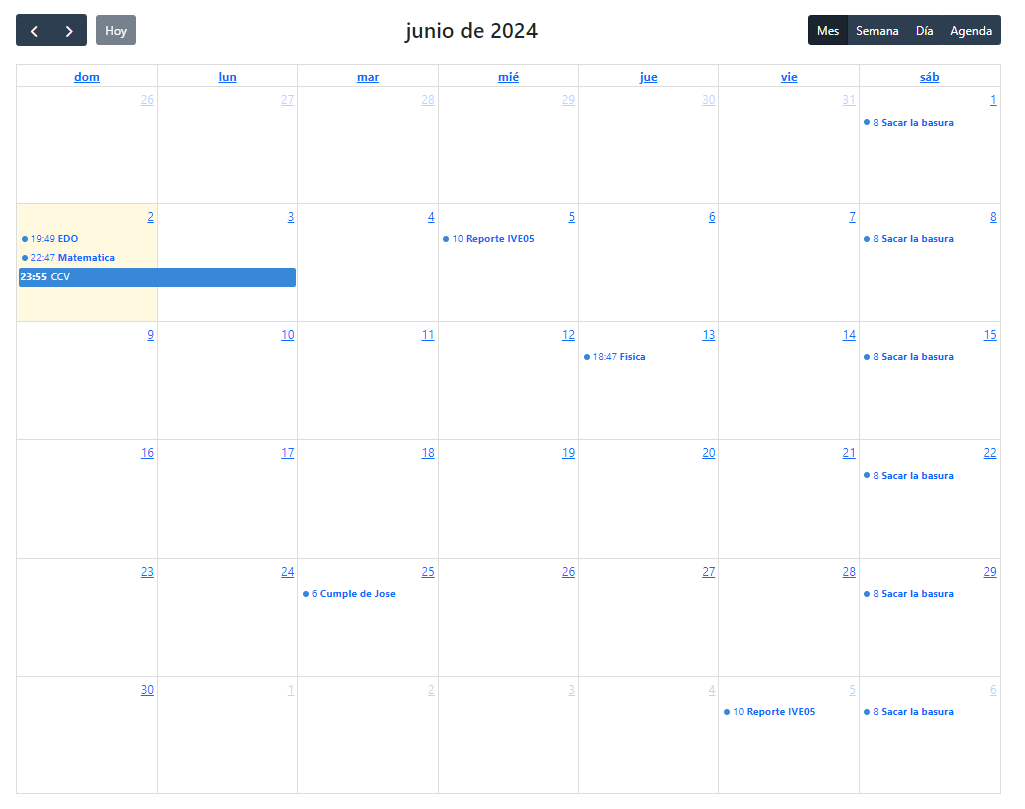 Hoy junio de 2024 Mes Semana Día Agenda
dom lun mar mié jue vie sáb
26 27 28 29 30 31 1
8 Sacar la basura
2 3 4 5 6 7 8
19:49 EDO 10 Reporte IVE05 8 Sacar la basura
22:47 Matematica
23:55 CCV
9 10 11 12 13 14 15
18:47 Fisica 8 Sacar la basura
16 17 18 19 20 21 22
8 Sacar la basura
23 24 25 26 27 28 29
6 Cumple de Jose 8 Sacar la basura
30 1 2 3 4 5 6
10 Reporte IVE05 8 Sacar la basura